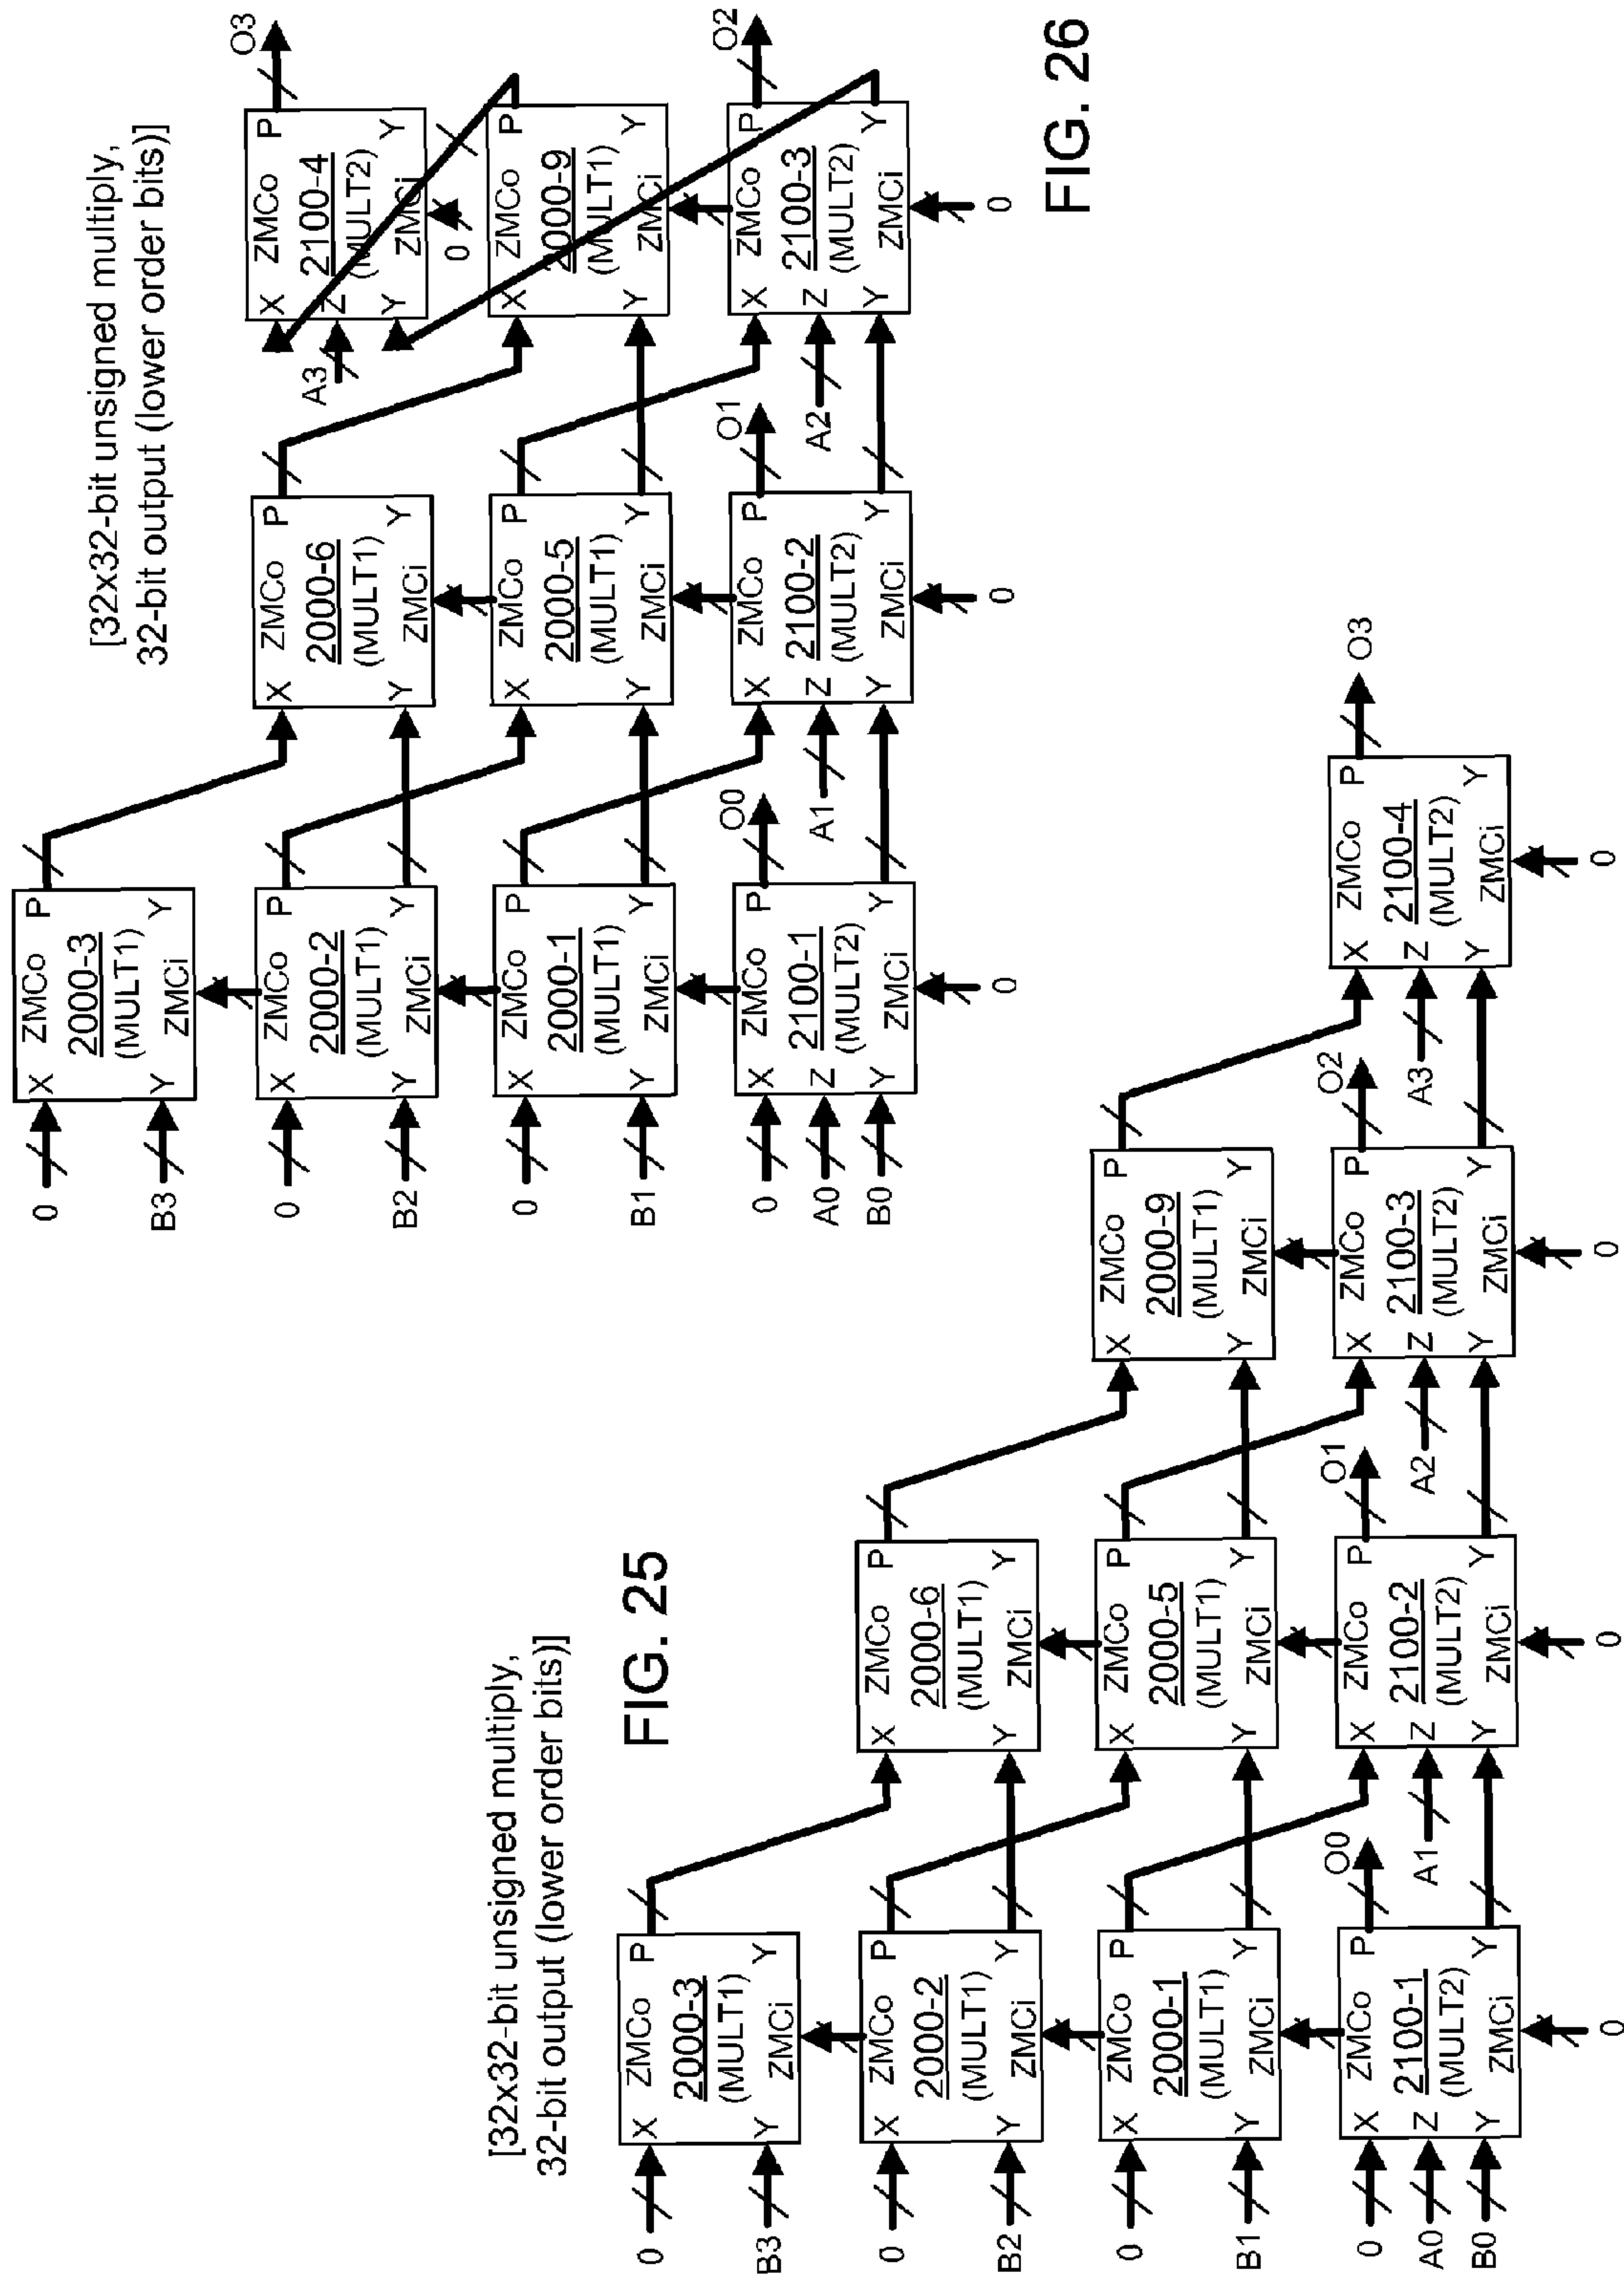 [32x32-bit unsigned multiply,
32-bit output (lower order bits)]
FIG. 25
0
X
ZMCo
P
2000-3
(MULT1)
B3
Y
ZMCi
Y
0
X
ZMCo
P
2000-2
(MULT1)
B2
Y
ZMCi
Y
0
X
ZMCo
P
2000-1
(MULT1)
B1
Y
ZMCi
Y
0
X
ZMCo
P
O0
2100-1
A0
Z
(MULT2)
B0
Y
ZMCi
Y
0
X
ZMCo
P
2000-6
(MULT1)
Y
ZMCi
Y
X
ZMCo
P
2000-5
(MULT1)
Y
ZMCi
Y
X
ZMCo
P
O1
2100-2
A1
Z
(MULT2)
Y
ZMCi
Y
0
X
ZMCo
P
2000-9
(MULT1)
Y
ZMCi
Y
X
ZMCo
P
O2
2100-3
A2
Z
(MULT2)
Y
ZMCi
Y
0
X
ZMCo
P
O3
2100-4
A3
Z
(MULT2)
Y
ZMCi
Y
0
[32x32-bit unsigned multiply,
32-bit output (lower order bits)]
0
X
ZMCo
P
2000-3
(MULT1)
B3
Y
ZMCi
Y
0
X
ZMCo
P
2000-2
(MULT1)
B2
Y
ZMCi
Y
0
X
ZMCo
P
2000-1
(MULT1)
B1
Y
ZMCi
Y
0
X
ZMCo
P
O0
2100-1
A0
Z
(MULT2)
B0
Y
ZMCi
Y
0
X
ZMCo
P
2000-6
(MULT1)
Y
ZMCi
Y
X
ZMCo
P
2000-5
(MULT1)
Y
ZMCi
Y
X
ZMCo
P
O1
2100-2
A1
Z
(MULT2)
Y
ZMCi
Y
0
X
ZMCo
P
O3
2100-4
A3
Z
(MULT2)
Y
ZMCi
Y
0
X
ZMCo
P
2000-9
(MULT1)
Y
ZMCi
Y
X
ZMCo
P
O2
2100-3
A2
Z
(MULT2)
Y
ZMCi
Y
0
FIG. 26